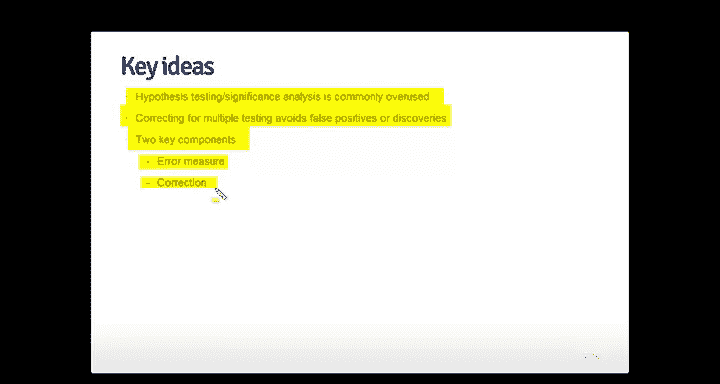 Key ideas
Hypothesis testing/significance analysis is commonly overused
Correcting for multiple testing avoids false positives or discoveries
Two key components
Error measure
Correction